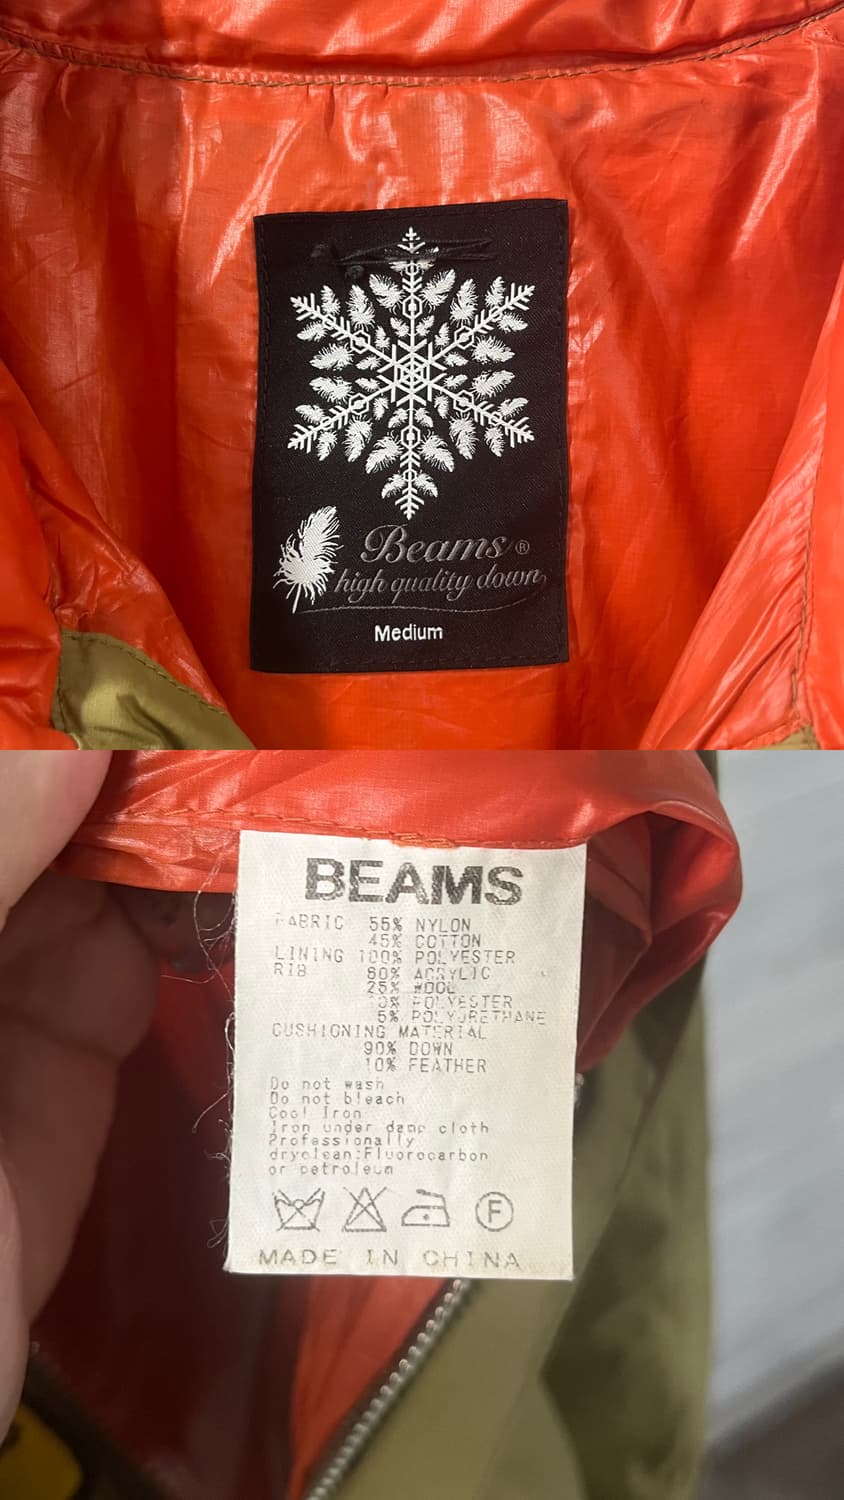 Beams®
high quality down
Medium
BEAMS
FABRIC 55% NYLON
45% COTTON
LINING 100% POLYESTER
RIB 60% ACRYLIC
25% WOOL
10% POLYESTER
5% POLYURETHANE
CUSHIONING MATERIAL
90% DOWN
10% FEATHER
Do not wash
Do not bleach
Cool Iron
Iron under damp cloth
Professionally
dryclean:Fluorocarbon
or petroleum
F
MADE IN CHINA